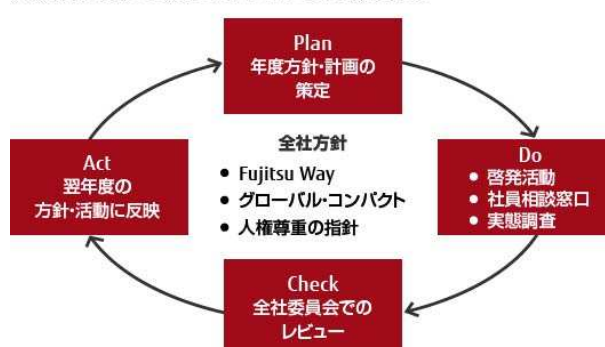 Plan
年度方針・計画の
策定
全社方針
• Fujitsu Way
• グローバル・コンパクト
• 人権尊重の指針
Act
翌年度の
方針・活動に反映
Do
• 啓発活動
• 社員相談窓口
• 実態調査
Check
全社委員会での
レビュー